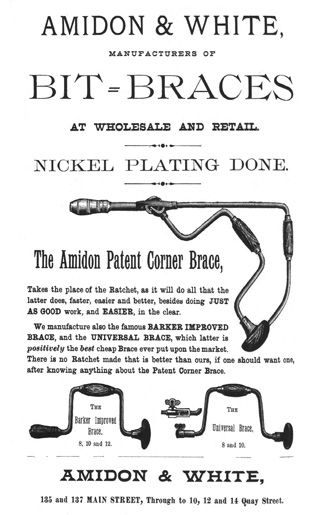 AMIDON & WHITE,
MANUFACTURERS OF
BIT=BRACES
AT WHOLESALE AND RETAIL.
NICKEL PLATING DONE.
The Amidon Patent Corner Brace,
Takes the place of the Ratchet, as it will do all that the
latter does, faster, easier and better, besides doing JUST
AS GOOD work, and EASIER, in the clear.
We manufacture also the famous BARKER IMPROVED
BRACE, and the UNIVERSAL BRACE, which latter is
positively the best cheap Brace ever put upon the market.
There is no Ratchet made that is better than ours, if one should want one,
after knowing anything about the Patent Corner Brace.
THE
Barker Improved
Brace,
8, 10 and 12.
THE
Universal Brace,
8 and 10.
AMIDON & WHITE,
135 and 137 MAIN STREET, Through to 10, 12 and 14 Quay Street.